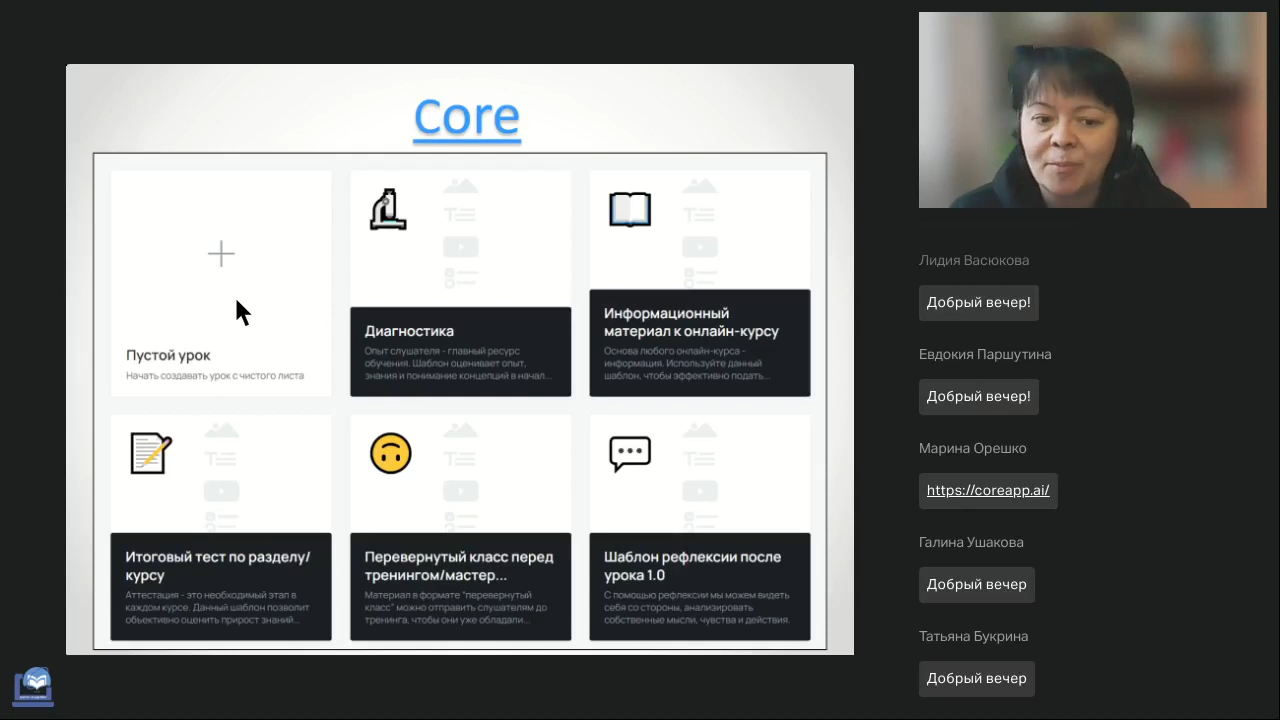 Core
Пустой урок
Начать создавать урок с чистого листа
Диагностика
Опыт слушателя - главный ресурс
обучения. Шаблон оценивает опыт,
знания и понимание концепций в начал...
Информационный
материал к онлайн-курсу
Основа любого онлайн-курса -
информация. Используйте данный
шаблон, чтобы эффективно подать...
Итоговый тест по разделу/
курсу
Аттестация - это необходимый этап в
каждом курсе. Данный шаблон позволит
объективно оценить прирост знаний...
Перевернутый класс перед
тренингом/мастер...
Материал в формате "перевернутый
класс" можно отправить слушателям до
тренинга, чтобы они уже обладали...
Шаблон рефлексии после
урока 1.0
С помощью рефлексии мы можем видеть
себя со стороны, анализировать
собственные мысли, чувства и действия.
Лидия Васюкова
Добрый вечер!
Евдокия Паршутина
Добрый вечер!
Марина Орешко
https://coreapp.ai/
Галина Ушакова
Добрый вечер
Татьяна Букрина
Добрый вечер